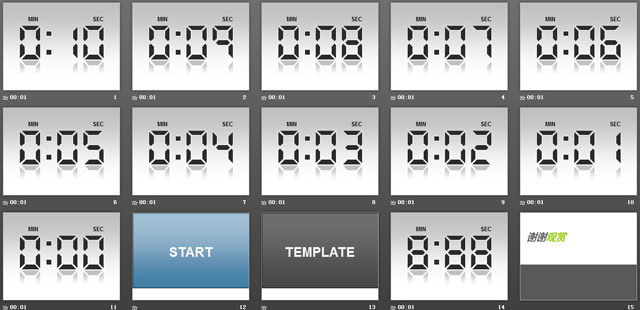 MIN SEC MIN SEC MIN SEC MIN SEC MIN SEC
0:10 0:09 0:08 0:07 0:06
00:01 1 00:01 2 00:01 3 00:01 4 00:01 5
MIN SEC MIN SEC MIN SEC MIN SEC MIN SEC
0:05 0:04 0:03 0:02 0:01
00:01 6 00:01 7 00:01 8 00:01 9 00:01 10
MIN SEC MIN SEC
0:00 START TEMPLATE 8:88 谢谢观赏
00:01 11 12 13 14 15